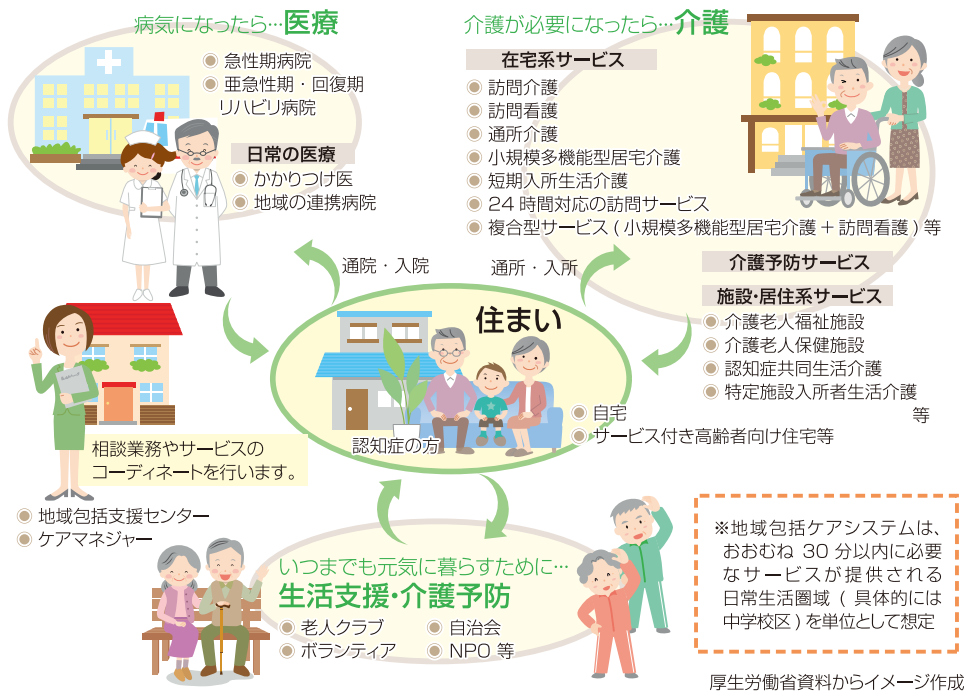 病気になったら…医療
急性期病院
亜急性期・回復期
リハビリ病院
日常の医療
かかりつけ医
地域の連携病院
介護が必要になったら…介護
在宅系サービス
訪問介護
訪問看護
通所介護
小規模多機能型居宅介護
短期入所生活介護
24時間対応の訪問サービス
複合型サービス(小規模多機能型居宅介護+訪問看護)等
介護予防サービス
施設・居住系サービス
介護老人福祉施設
介護老人保健施設
認知症共同生活介護
特定施設入所者生活介護
等
通院・入院
通所・入所
住まい
自宅
サービス付き高齢者向け住宅等
認知症の方
相談業務やサービスの
コーディネートを行います。
地域包括支援センター
ケアマネジャー
いつまでも元気に暮らすために…
生活支援・介護予防
老人クラブ
自治会
ボランティア
NPO等
※地域包括ケアシステムは、
おおむね30分以内に必要
なサービスが提供される
日常生活圏域(具体的には
中学校区)を単位として想定
厚生労働省資料からイメージ作成